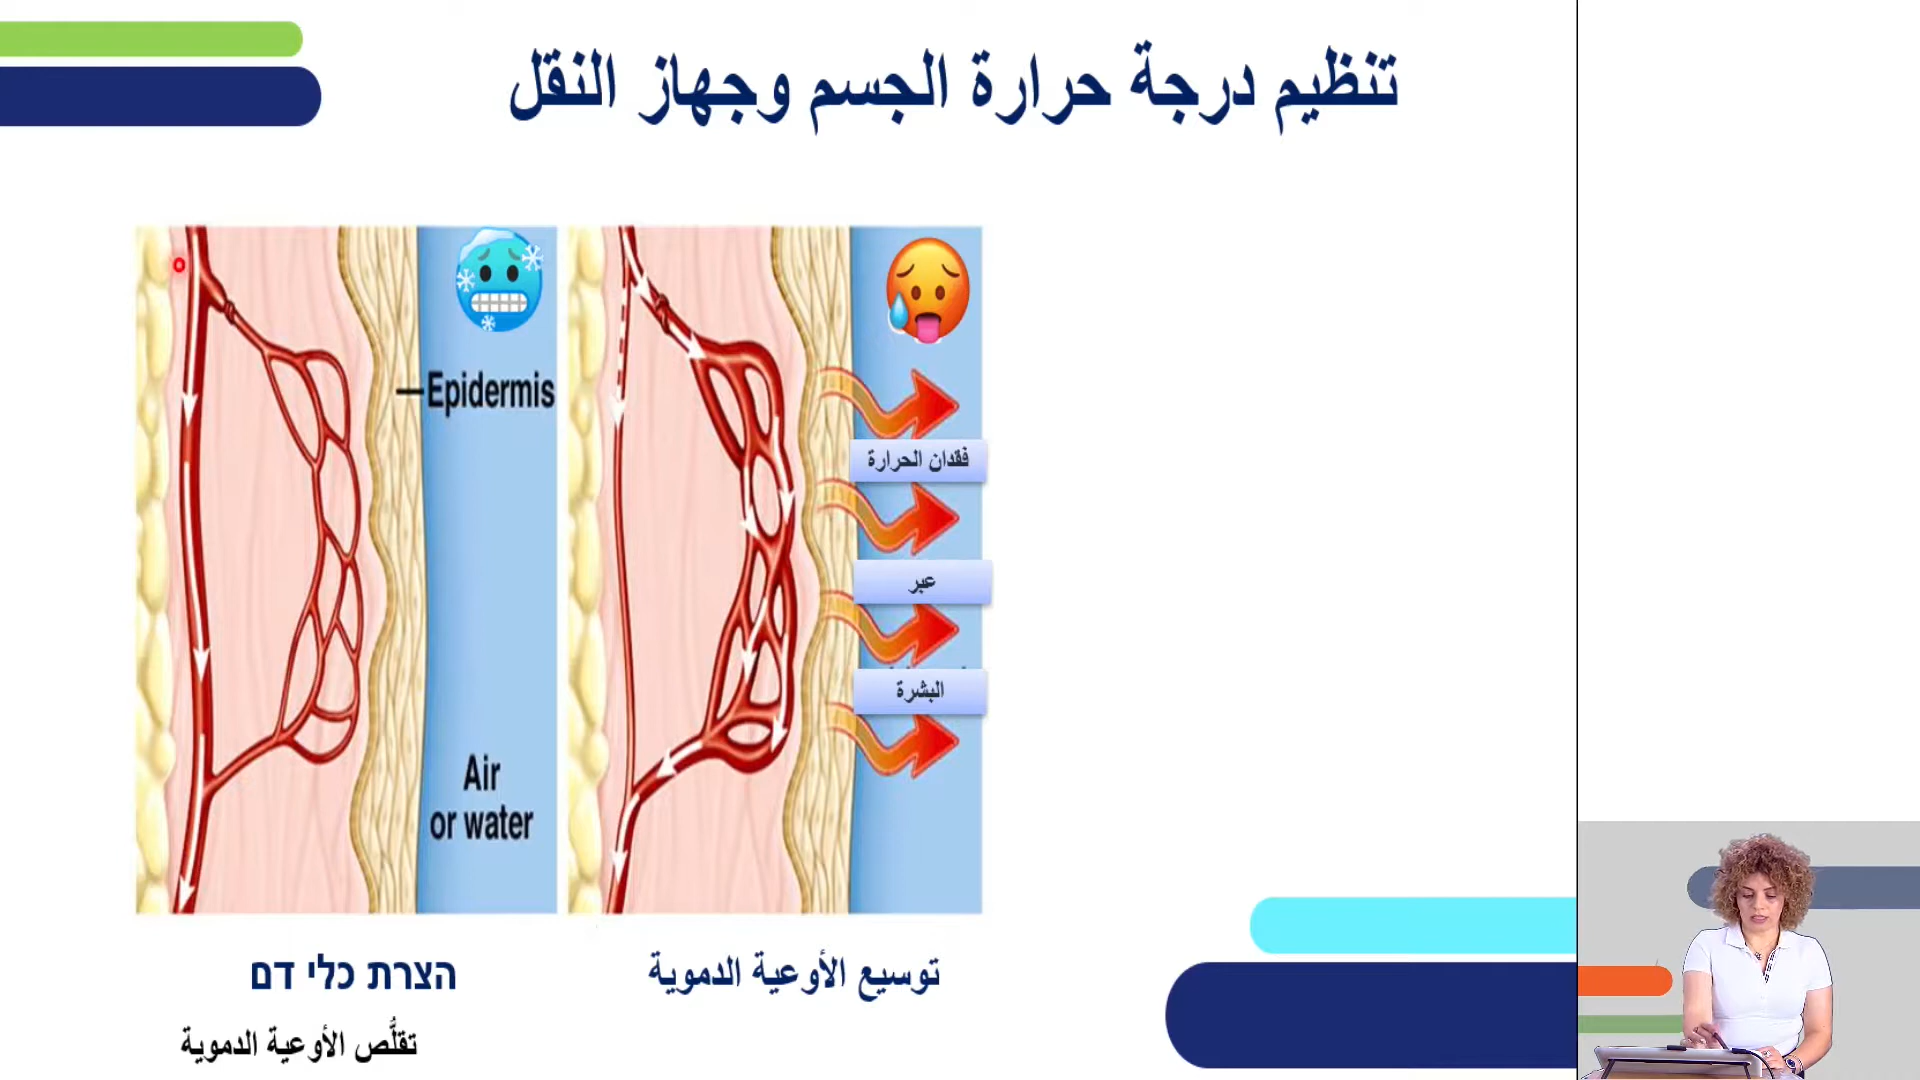 تنظيم درجة حرارة الجسم وجهاز النقل
Epidermis
فقدان الحرارة
عبر
البشرة
Air
or water
توسيع الأوعية الدموية
הצרת כלי דם
تقلُّص الأوعية الدموية